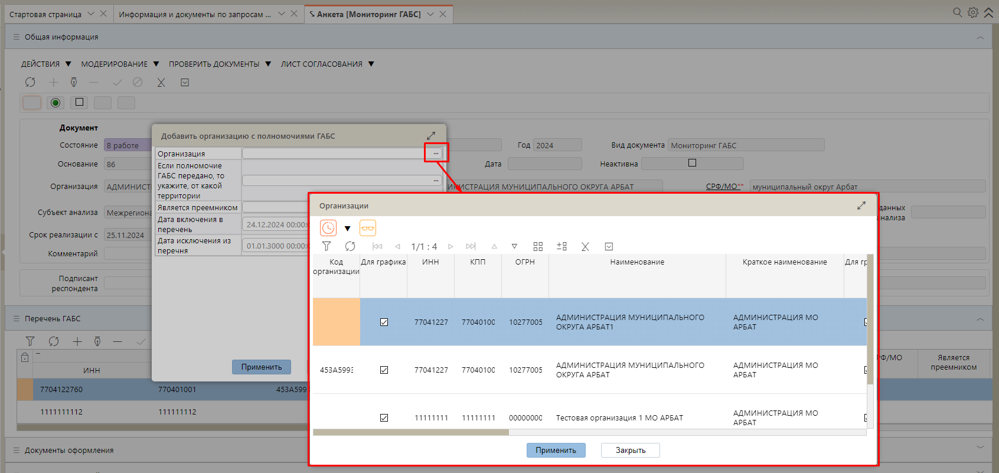 Стартовая страница
Информация и документы по запросам ...
Анкета [Мониторинг ГАБС]
Общая информация
ДЕЙСТВИЯ ▼ МОДЕРИРОВАНИЕ ▼ ПРОВЕРИТЬ ДОКУМЕНТЫ ▼ ЛИСТ СОГЛАСОВАНИЯ ▼
Документ
Состояние В работе
Год 2024
Вид документа Мониторинг ГАБС
Основание 86
Дата
Неактивна
Организация АДМИНИСТ
ИНИСТРАЦИЯ МУНИЦИПАЛЬНОГО ОКРУГА АРБАТ
СРФ/МО** муниципальный округ Арбат
Субъект анализа Межрегиона
данных
анализа
Срок реализации с 25.11.2024
Комментарий
Подписант
респондента
Добавить организацию с полномочиями ГАБС
Организация ...
Если полномочие
ГАБС передано, то
укажите, от какой
территории
...
Является преемником
Дата включения в
перечень
24.12.2024 00:00:0
Дата исключения из
перечня
01.01.3000 00:00:0
Применить
Организации
1/1 : 4
Код
организации
Для графика
ИНН
КПП
ОГРН
Наименование
Краткое наименование
Для гр
77041227 77040100 10277005
АДМИНИСТРАЦИЯ МУНИЦИПАЛЬНОГО
ОКРУГА АРБАТ1
АДМИНИСТРАЦИЯ МО
АРБАТ
453A5993 77041227 77040100 10277005
АДМИНИСТРАЦИЯ МУНИЦИПАЛЬНОГО
ОКРУГА АРБАТ
АДМИНИСТРАЦИЯ МО
АРБАТ
11111111 11111111 00000000
Тестовая организация 1 МО АРБАТ
АДМИНИСТРАЦИЯ МО
АРБАТ
Применить
Закрыть
Перечень ГАБС
ИНН
РФ/МО
Является
преемником
7704122760 770401001 453A5991
1111111112 111111112
Документы оформления